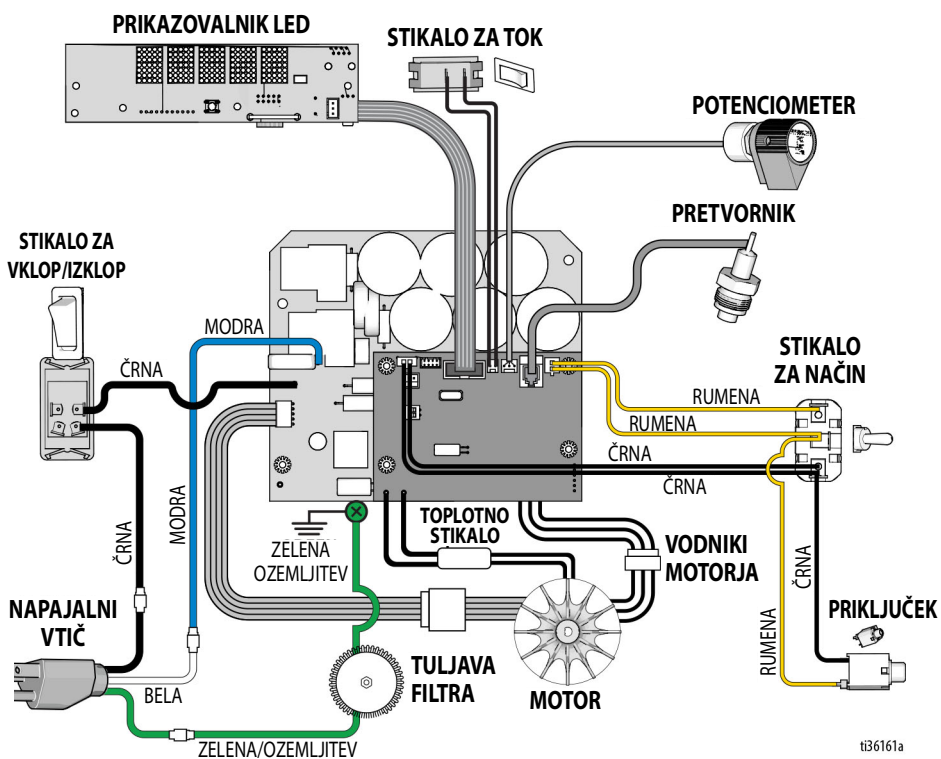 PRIKAZOVALNIK LED
STIKALO ZA TOK
POTENCIOMETER
PRETVORNIK
STIKALO ZA
VKLOP/IZKLOP
MODRA
ČRNA
STIKALO
ZA NAČIN
RUMENA
RUMENA
ČRNA
ČRNA
ČRNA
MODRA
ZELENA
OZEMLJITEV
TOPLOTNO
STIKALO
VODNIKI
MOTORJA
ČRNA
RUMENA
NAPAJALNI
VTIČ
PRIKLJUČEK
BELA
TULJAVA
FILTRA
MOTOR
ZELENA/OZEMLJITEV
ti36161a